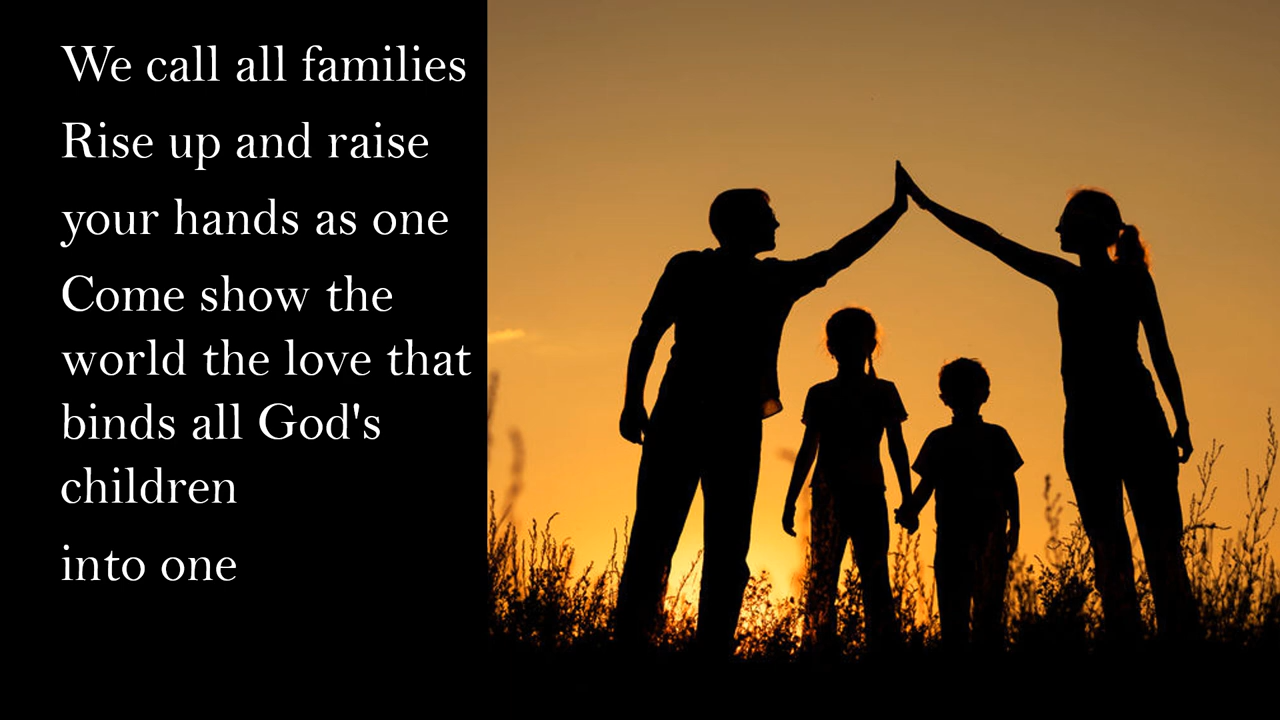 We call all families
Rise up and raise
your hands as one
Come show the
world the love that
binds all God's
children
into one